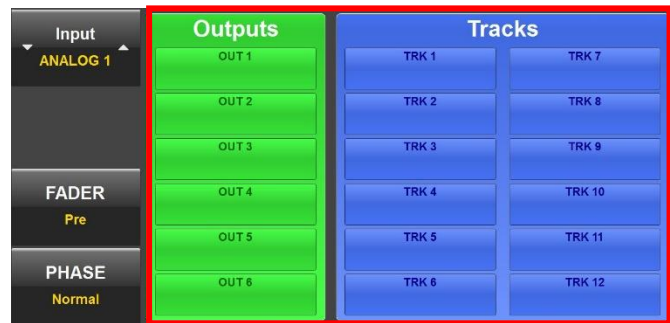 Input
ANALOG 1
FADER
Pre
PHASE
Normal
Outputs
OUT 1
OUT 2
OUT 3
OUT 4
OUT 5
OUT 6
Tracks
TRK 1
TRK 7
TRK 2
TRK 8
TRK 3
TRK 9
TRK 4
TRK 10
TRK 5
TRK 11
TRK 6
TRK 12